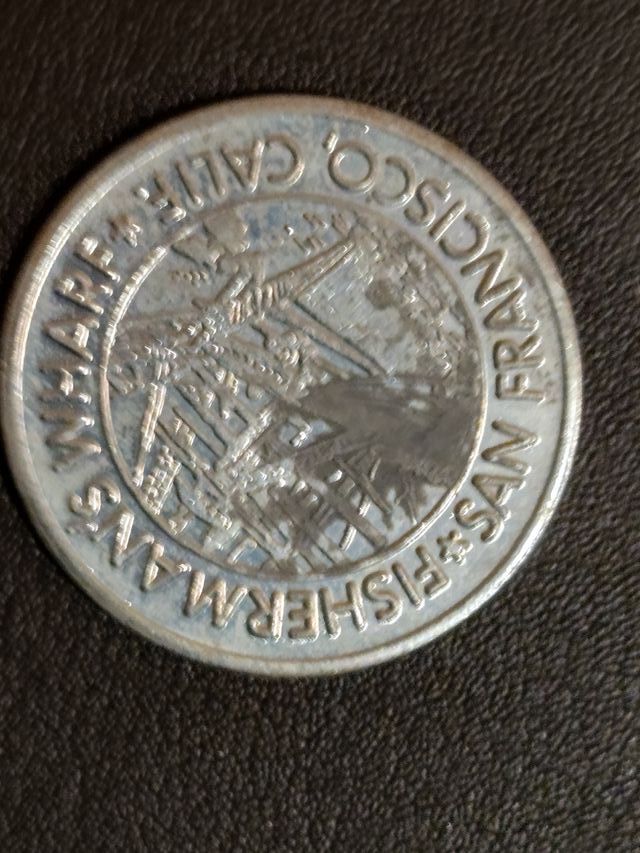 FISHERMAN'S WHARF
* SAN FRANCISCO, CALIF. *